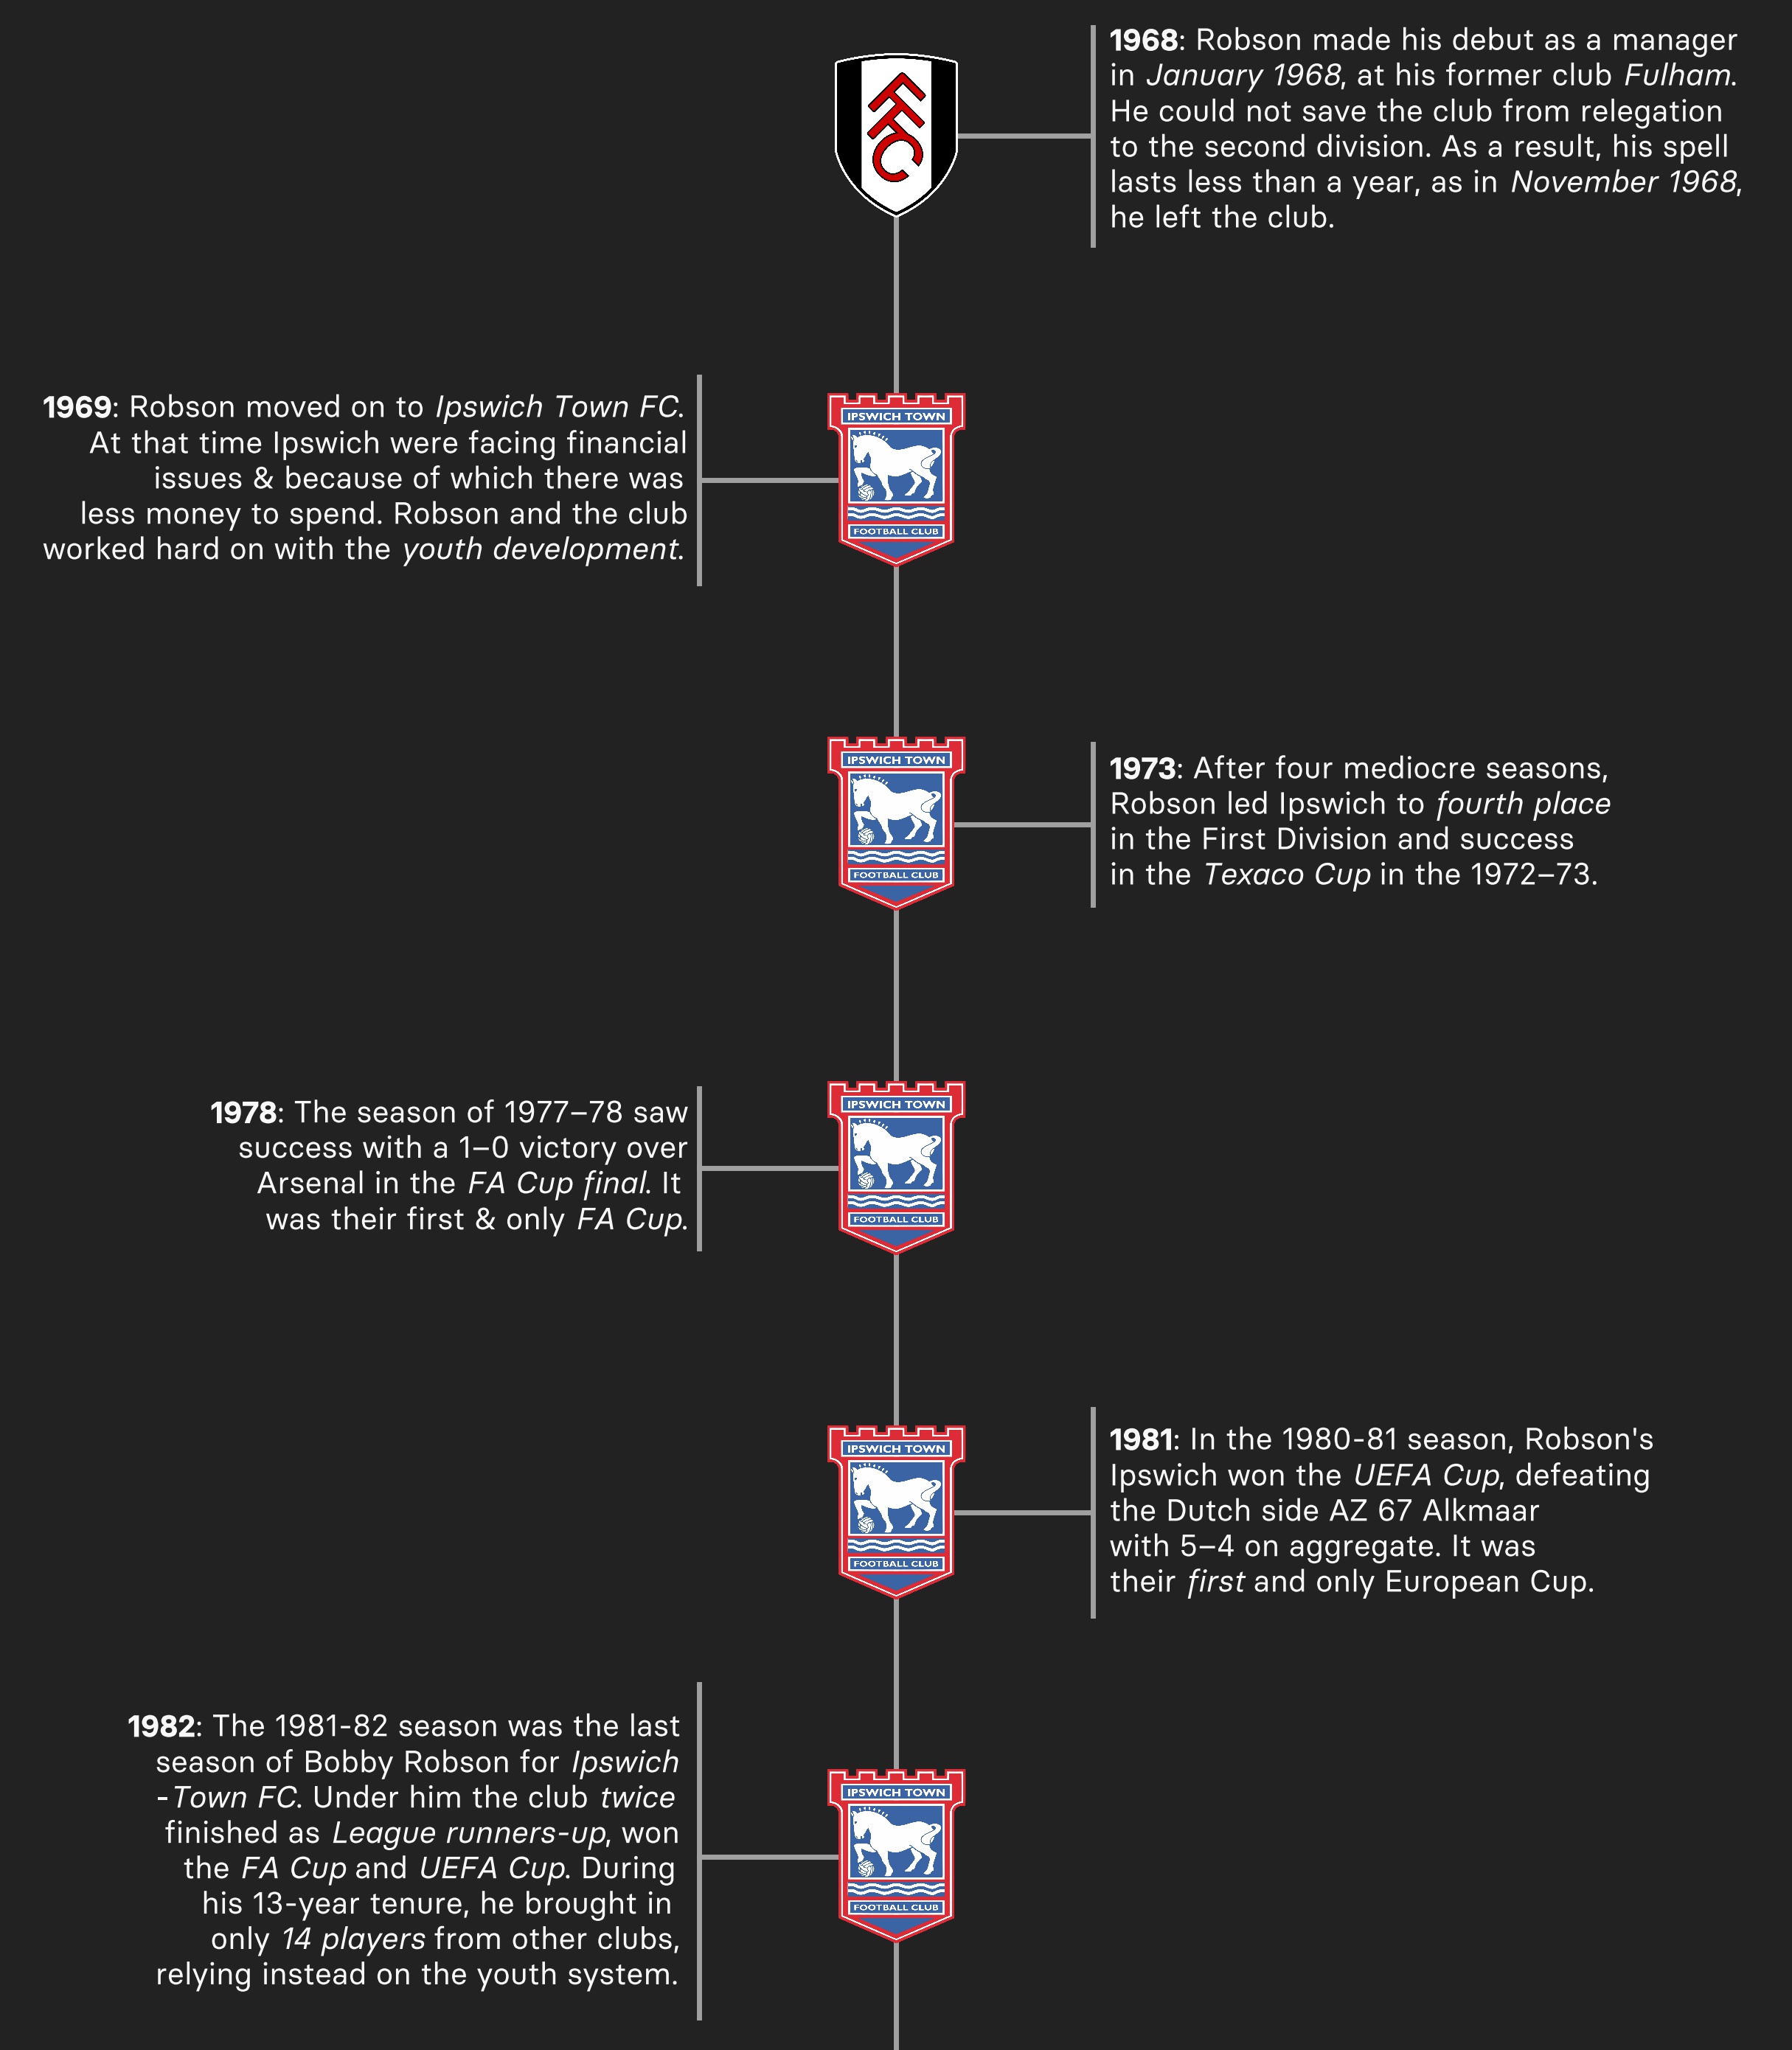 1968: Robson made his debut as a manager
in January 1968, at his former club Fulham.
He could not save the club from relegation
to the second division. As a result, his spell
lasts less than a year, as in November 1968,
he left the club.
FFC
1969: Robson moved on to Ipswich Town FC.
At that time Ipswich were facing financial
issues & because of which there was
less money to spend. Robson and the club
worked hard on with the youth development.
IPSWICH TOWN
FOOTBALL CLUB
IPSWICH TOWN
FOOTBALL CLUB
1973: After four mediocre seasons,
Robson led Ipswich to fourth place
in the First Division and success
in the Texaco Cup in the 1972–73.
1978: The season of 1977–78 saw
success with a 1–0 victory over
Arsenal in the FA Cup final. It
was their first & only FA Cup.
IPSWICH TOWN
FOOTBALL CLUB
IPSWICH TOWN
FOOTBALL CLUB
1981: In the 1980-81 season, Robson's
Ipswich won the UEFA Cup, defeating
the Dutch side AZ 67 Alkmaar
with 5–4 on aggregate. It was
their first and only European Cup.
1982: The 1981-82 season was the last
season of Bobby Robson for Ipswich
-Town FC. Under him the club twice
finished as League runners-up, won
the FA Cup and UEFA Cup. During
his 13-year tenure, he brought in
only 14 players from other clubs,
relying instead on the youth system.
IPSWICH TOWN
FOOTBALL CLUB